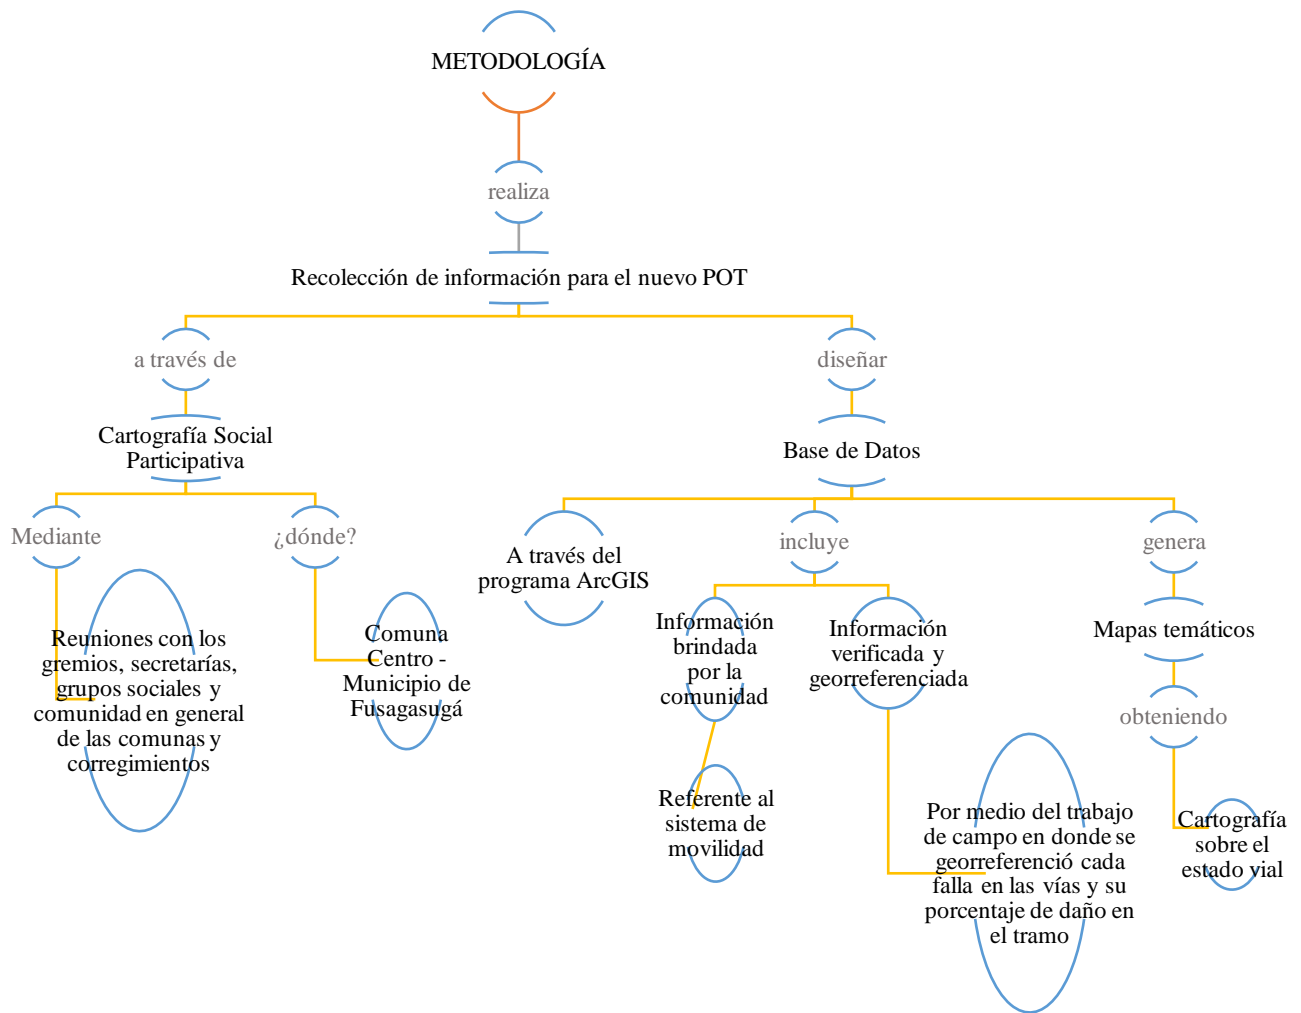 METODOLOGÍA
realiza
Recolección de información para el nuevo POT
a través de
Cartografía Social
Participativa
Mediante
Reuniones con los
gremios, secretarías,
grupos sociales y
comunidad en general
de las comunas y
corregimientos
¿dónde?
Comuna
Centro -
Municipio de
Fusagasugá
diseñar
Base de Datos
A través del
programa ArcGIS
incluye
Información
brindada
por la
comunidad
Referente al
sistema de
movilidad
Información
verificada y
georreferenciada
Por medio del trabajo
de campo en donde se
georreferenció cada
falla en las vías y su
porcentaje de daño en
el tramo
genera
Mapas temáticos
obteniendo
Cartografía
sobre el
estado vial